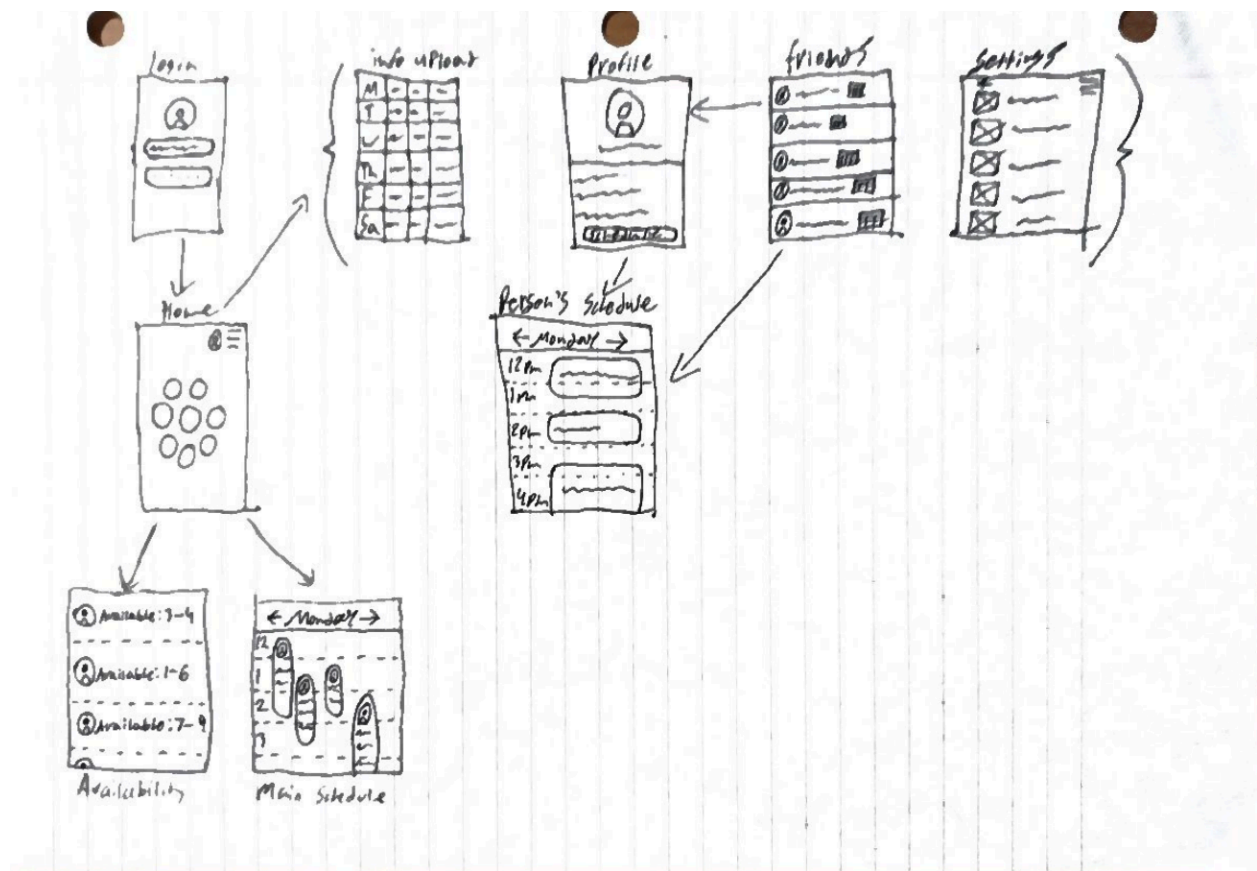 Login
info upload
Profile
friends
Settings
M
T
W
Th
F
Sa
Home
Person's Schedule
← Monday →
12pm
1pm
2pm
3pm
4pm
Available: 3-4
Available: 1-6
Available: 7-9
Availability
← Monday →
12
1
2
3
Main Schedule